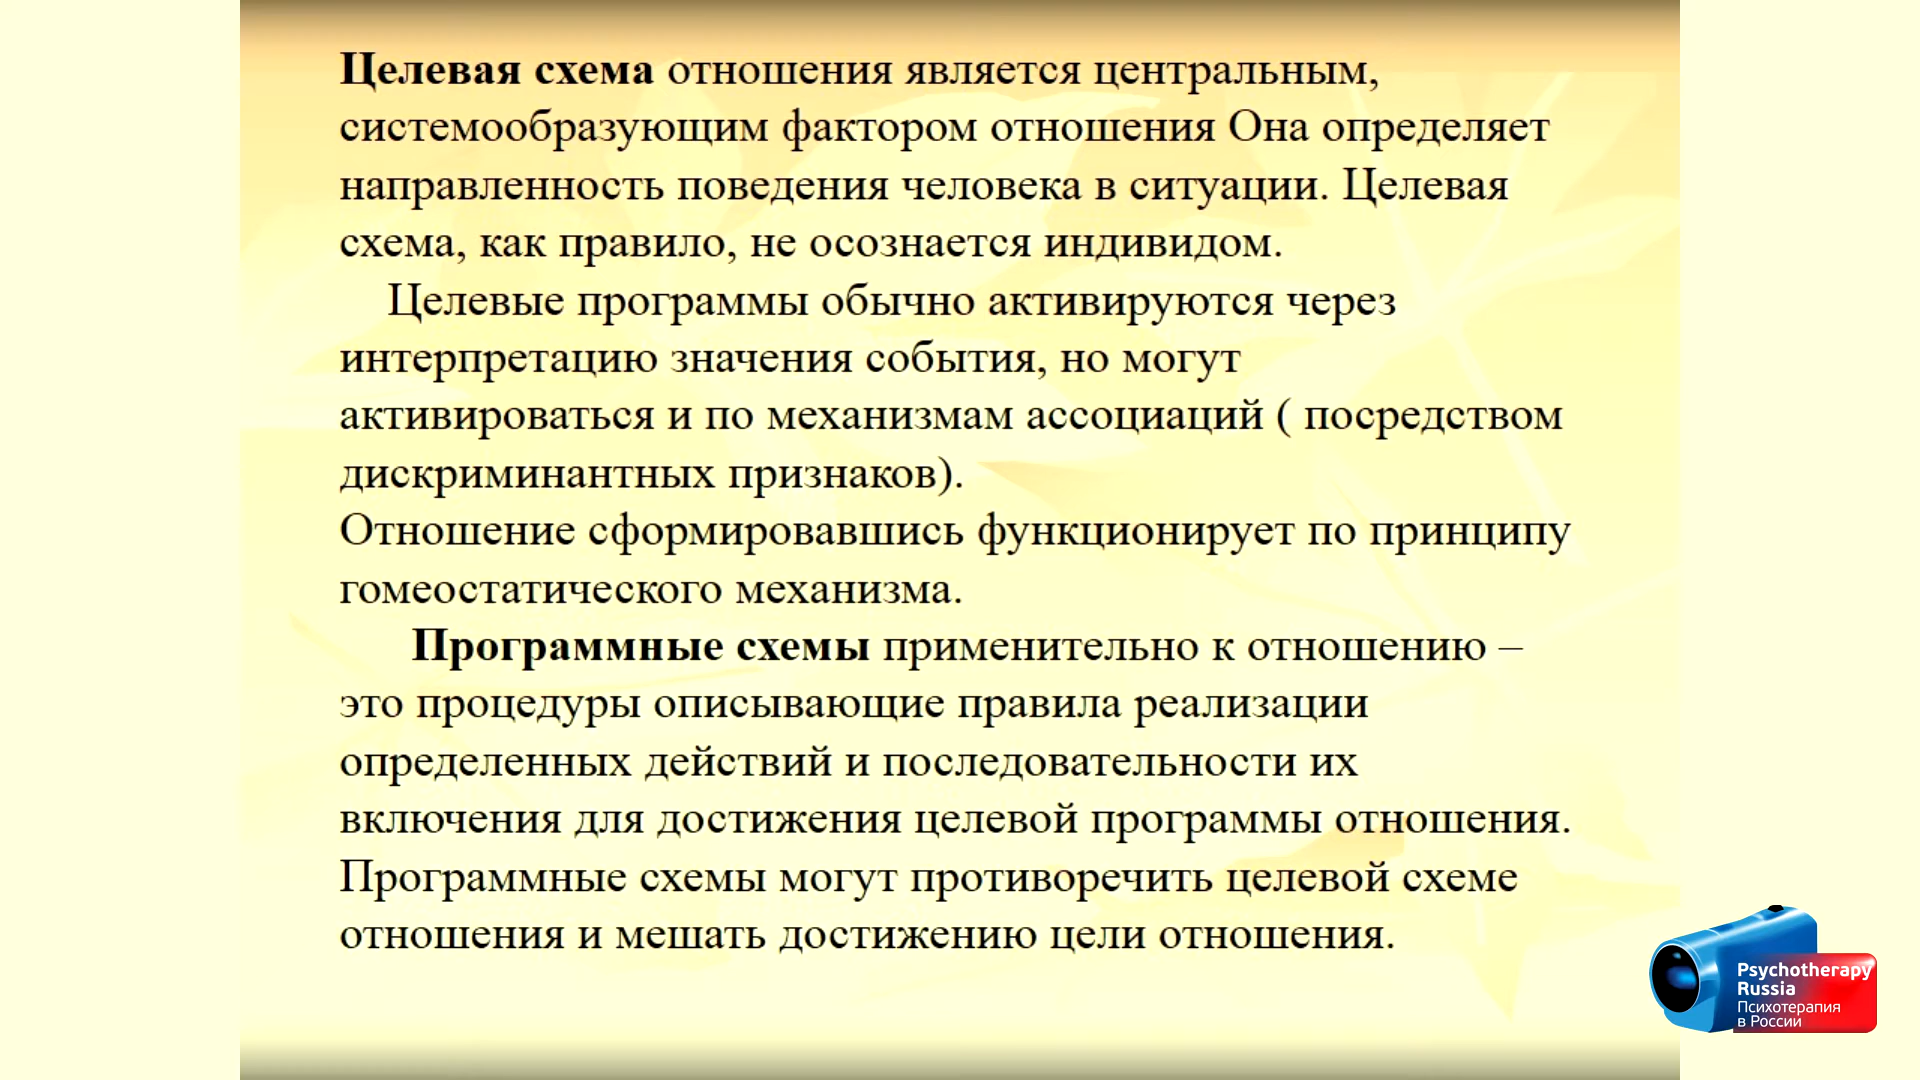 Целевая схема отношения является центральным,
системообразующим фактором отношения Она определяет
направленность поведения человека в ситуации. Целевая
схема, как правило, не осознается индивидом.
Целевые программы обычно активируются через
интерпретацию значения события, но могут
активироваться и по механизмам ассоциаций ( посредством
дискриминантных признаков).
Отношение сформировавшись функционирует по принципу
гомеостатического механизма.
Программные схемы применительно к отношению –
это процедуры описывающие правила реализации
определенных действий и последовательности их
включения для достижения целевой программы отношения.
Программные схемы могут противоречить целевой схеме
отношения и мешать достижению цели отношения.
Psychotherapy
Russia
Психотерапия
в России